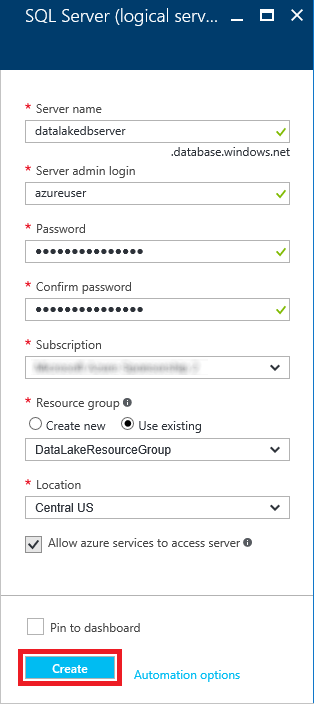 SQL Server (logical serv...
* Server name
datalakedbserver
.database.windows.net
* Server admin login
azureuser
* Password
•••••••••••••••
* Confirm password
•••••••••••••••
* Subscription
* Resource group
Create new Use existing
DataLakeResourceGroup
* Location
Central US
Allow azure services to access server
Pin to dashboard
Create Automation options